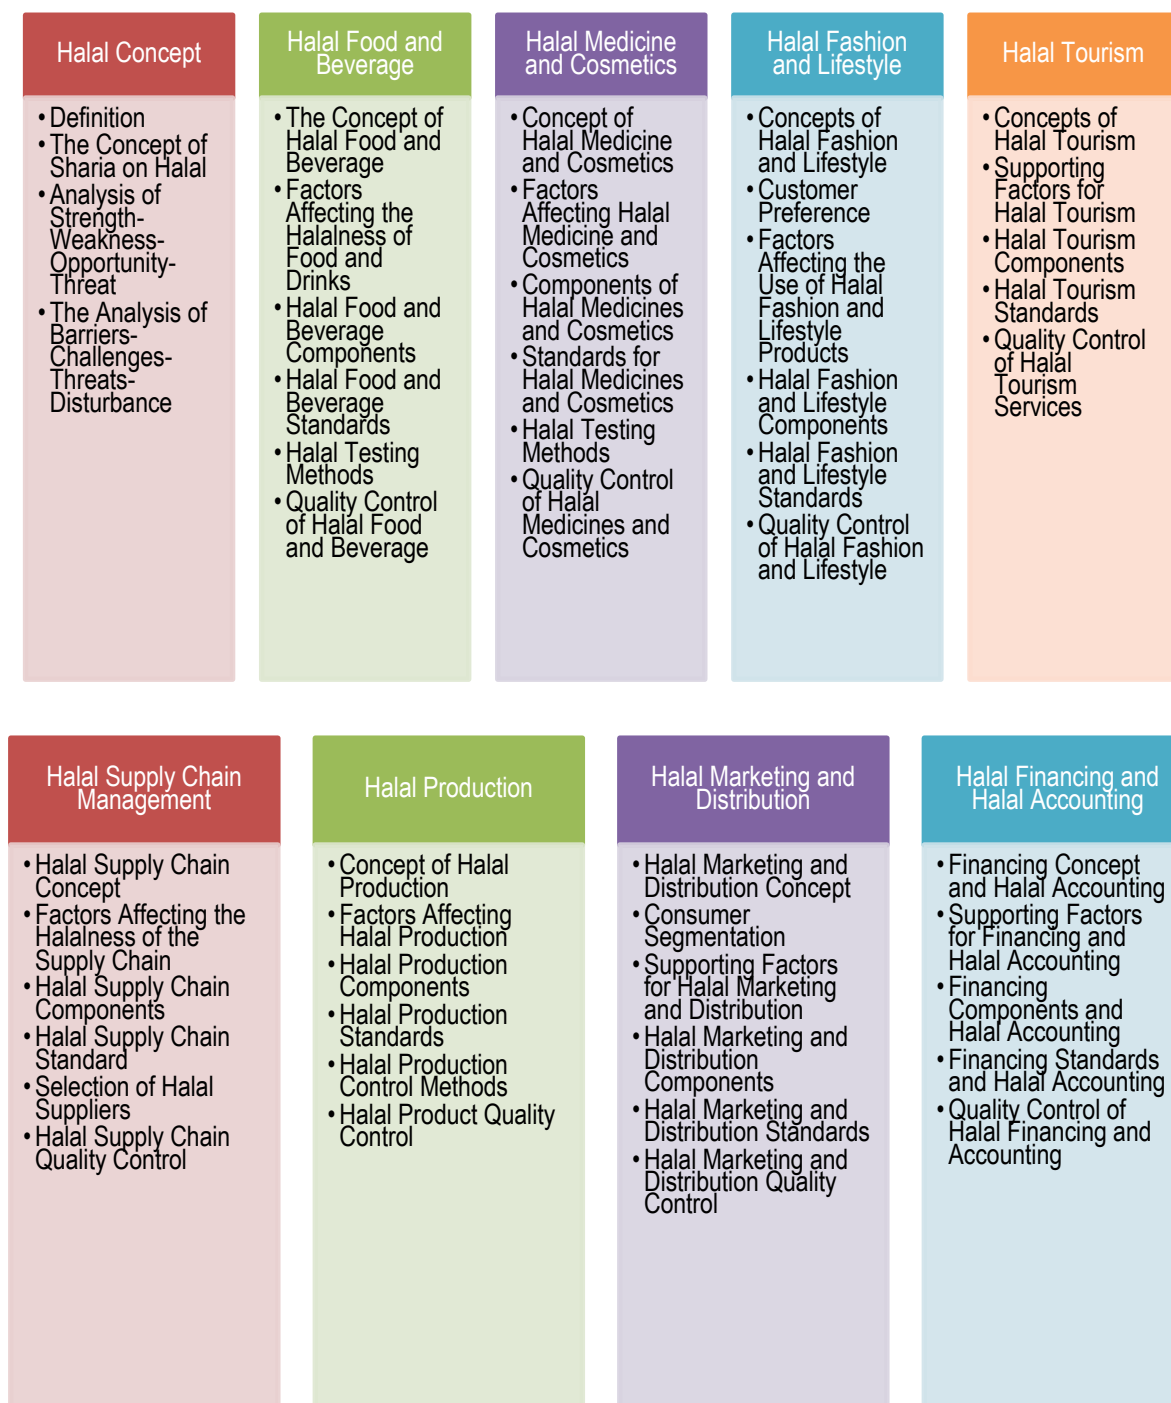 Halal Concept
• Definition
• The Concept of
Sharia on Halal
• Analysis of
Strength-
Weakness-
Opportunity-
Threat
• The Analysis of
Barriers-
Challenges-
Threats-
Disturbance
Halal Food and
Beverage
• The Concept of
Halal Food and
Beverage
• Factors
Affecting the
Halalness of
Food and
Drinks
• Halal Food and
Beverage
Components
• Halal Food and
Beverage
Standards
• Halal Testing
Methods
• Quality Control
of Halal Food
and Beverage
Halal Medicine
and Cosmetics
• Concept of
Halal Medicine
and Cosmetics
• Factors
Affecting Halal
Medicine and
Cosmetics
• Components of
Halal Medicines
and Cosmetics
• Standards for
Halal Medicines
and Cosmetics
• Halal Testing
Methods
• Quality Control
of Halal
Medicines and
Cosmetics
Halal Fashion
and Lifestyle
• Concepts of
Halal Fashion
and Lifestyle
• Customer
Preference
• Factors
Affecting the
Use of Halal
Fashion and
Lifestyle
Products
• Halal Fashion
and Lifestyle
Components
• Halal Fashion
and Lifestyle
Standards
• Quality Control
of Halal Fashion
and Lifestyle
Halal Tourism
• Concepts of
Halal Tourism
• Supporting
Factors for
Halal Tourism
• Halal Tourism
Components
• Halal Tourism
Standards
• Quality Control
of Halal
Tourism
Services
Halal Supply Chain
Management
• Halal Supply Chain
Concept
• Factors Affecting the
Halalness of the
Supply Chain
• Halal Supply Chain
Components
• Halal Supply Chain
Standard
• Selection of Halal
Suppliers
• Halal Supply Chain
Quality Control
Halal Production
• Concept of Halal
Production
• Factors Affecting
Halal Production
• Halal Production
Components
• Halal Production
Standards
• Halal Production
Control Methods
• Halal Product Quality
Control
Halal Marketing and
Distribution
• Halal Marketing and
Distribution Concept
• Consumer
Segmentation
• Supporting Factors
for Halal Marketing
and Distribution
• Halal Marketing and
Distribution
Components
• Halal Marketing and
Distribution Standards
• Halal Marketing and
Distribution Quality
Control
Halal Financing and
Halal Accounting
• Financing Concept
and Halal Accounting
• Supporting Factors
for Financing and
Halal Accounting
• Financing
Components and
Halal Accounting
• Financing Standards
and Halal Accounting
• Quality Control of
Halal Financing and
Accounting